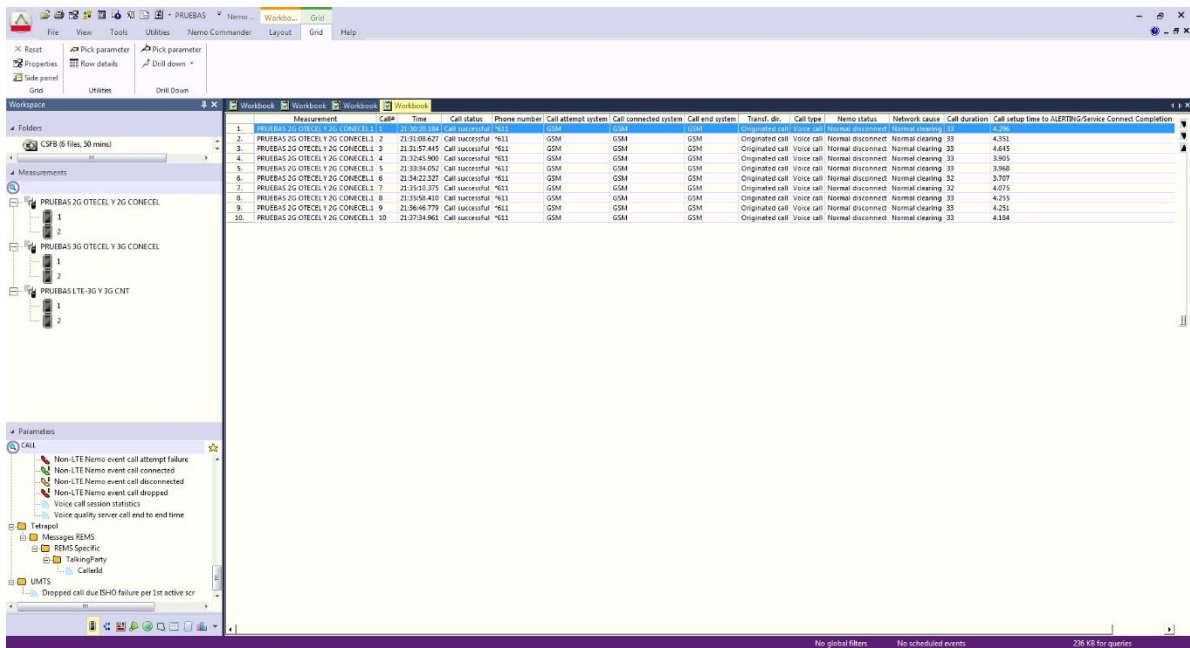 PRUEBAS Nemo ... Workbo... Grid
File View Tools Utilities Nemo Commander Layout Grid Help
Reset Pick parameter Pick parameter
Properties Row details Drill down
Side panel
Grid Utilities Drill Down
Workspace Workbook Workbook Workbook Workbook
Folders
CSFB (6 files, 50 mins)
Measurements
PRUEBAS 2G OTECEL Y 2G CONECEL
1
2
PRUEBAS 3G OTECEL Y 3G CONECEL
1
2
PRUEBAS LTE-3G Y 3G CNT
1
2
Parameters
CALL
Non-LTE Nemo event call attempt failure
Non-LTE Nemo event call connected
Non-LTE Nemo event call disconnected
Non-LTE Nemo event call dropped
Voice call session statistics
Voice quality server call end to end time
Tetrapol
Messages REMS
REMS Specific
TalkingParty
CallerId
UMTS
Dropped call due ISHO failure per 1st active scr
Measurement Call# Time Call status Phone number Call attempt system Call connected system Call end system Transf. dir. Call type Nemo status Network cause Call duration Call setup time to ALERTING/Service Connect Completion
1. PRUEBAS 2G OTECEL Y 2G CONECEL.1 1 21:30:20.184 Call successful *611 GSM GSM GSM Originated call Voice call Normal disconnect Normal clearing 33 4.296
2. PRUEBAS 2G OTECEL Y 2G CONECEL.1 2 21:31:08.627 Call successful *611 GSM GSM GSM Originated call Voice call Normal disconnect Normal clearing 33 4.351
3. PRUEBAS 2G OTECEL Y 2G CONECEL.1 3 21:31:57.445 Call successful *611 GSM GSM GSM Originated call Voice call Normal disconnect Normal clearing 33 4.645
4. PRUEBAS 2G OTECEL Y 2G CONECEL.1 4 21:32:45.900 Call successful *611 GSM GSM GSM Originated call Voice call Normal disconnect Normal clearing 33 3.905
5. PRUEBAS 2G OTECEL Y 2G CONECEL.1 5 21:33:34.052 Call successful *611 GSM GSM GSM Originated call Voice call Normal disconnect Normal clearing 33 3.968
6. PRUEBAS 2G OTECEL Y 2G CONECEL.1 6 21:34:22.327 Call successful *611 GSM GSM GSM Originated call Voice call Normal disconnect Normal clearing 32 3.707
7. PRUEBAS 2G OTECEL Y 2G CONECEL.1 7 21:35:10.375 Call successful *611 GSM GSM GSM Originated call Voice call Normal disconnect Normal clearing 32 4.075
8. PRUEBAS 2G OTECEL Y 2G CONECEL.1 8 21:35:58.410 Call successful *611 GSM GSM GSM Originated call Voice call Normal disconnect Normal clearing 33 4.255
9. PRUEBAS 2G OTECEL Y 2G CONECEL.1 9 21:36:46.779 Call successful *611 GSM GSM GSM Originated call Voice call Normal disconnect Normal clearing 33 4.251
10. PRUEBAS 2G OTECEL Y 2G CONECEL.1 10 21:37:34.961 Call successful *611 GSM GSM GSM Originated call Voice call Normal disconnect Normal clearing 33 4.184
No global filters No scheduled events 236 KB for queries